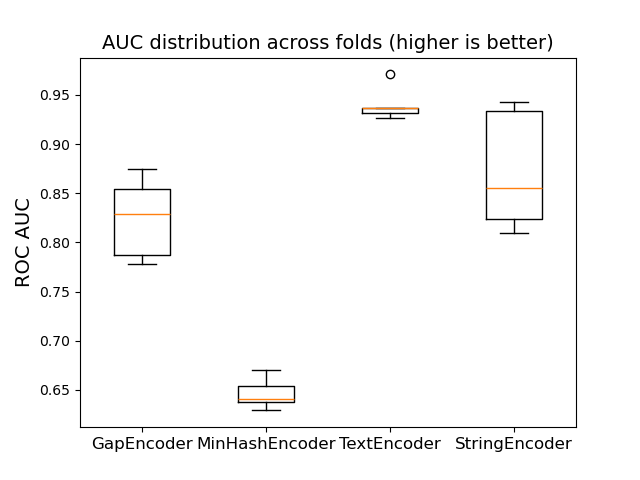 AUC distribution across folds (higher is better)
ROC AUC
0.95
0.90
0.85
0.80
0.75
0.70
0.65
GapEncoder MinHashEncoder TextEncoder StringEncoder